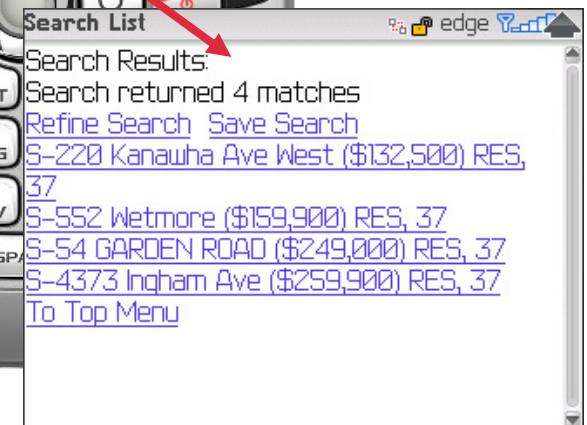 Search List edge
Search Results:
Search returned 4 matches
Refine Search Save Search
S-220 Kanawha Ave West ($132,500) RES,
37
S-552 Wetmore ($159,900) RES, 37
S-54 GARDEN ROAD ($249,000) RES, 37
S-4373 Ingham Ave ($259,900) RES, 37
To Top Menu